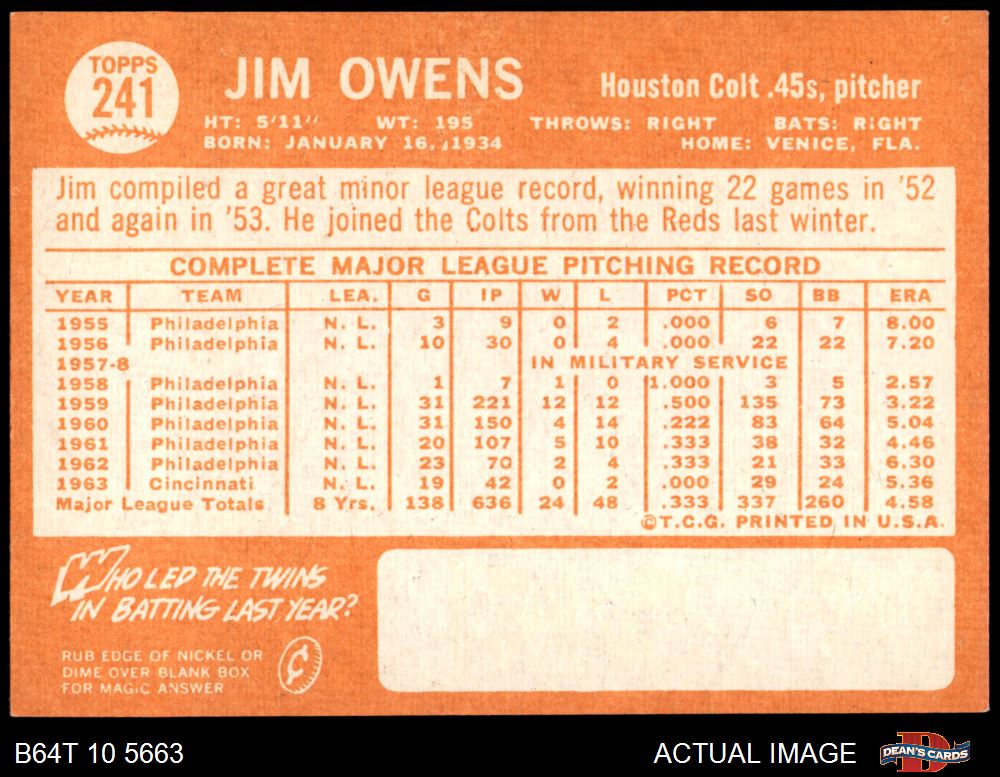 TOPPS
241
JIM OWENS
Houston Colt .45s, pitcher
HT: 5'11" WT: 195 THROWS: RIGHT BATS: RIGHT
BORN: JANUARY 16, 1934 HOME: VENICE, FLA.
Jim compiled a great minor league record, winning 22 games in '52
and again in '53. He joined the Colts from the Reds last winter.
COMPLETE MAJOR LEAGUE PITCHING RECORD
YEAR TEAM LEA. G IP W L PCT SO BB ERA
1955 Philadelphia N. L. 3 9 0 2 .000 6 7 8.00
1956 Philadelphia N. L. 10 30 0 4 .000 22 22 7.20
1957-8 IN MILITARY SERVICE
1958 Philadelphia N. L. 1 7 1 0 1.000 3 5 2.57
1959 Philadelphia N. L. 31 221 12 12 .500 135 73 3.22
1960 Philadelphia N. L. 31 150 4 14 .222 83 64 5.04
1961 Philadelphia N. L. 20 107 5 10 .333 38 32 4.46
1962 Philadelphia N. L. 23 70 2 4 .333 21 33 6.30
1963 Cincinnati N. L. 19 42 0 2 .000 29 24 5.36
Major League Totals 8 Yrs. 138 636 24 48 .333 337 260 4.58
©T.C.G. PRINTED IN U.S.A.
WHO LED THE TWINS
IN BATTING LAST YEAR?
RUB EDGE OF NICKEL OR
DIME OVER BLANK BOX
FOR MAGIC ANSWER
¢
B64T 10 5663
ACTUAL IMAGE
D
DEAN'S CARDS